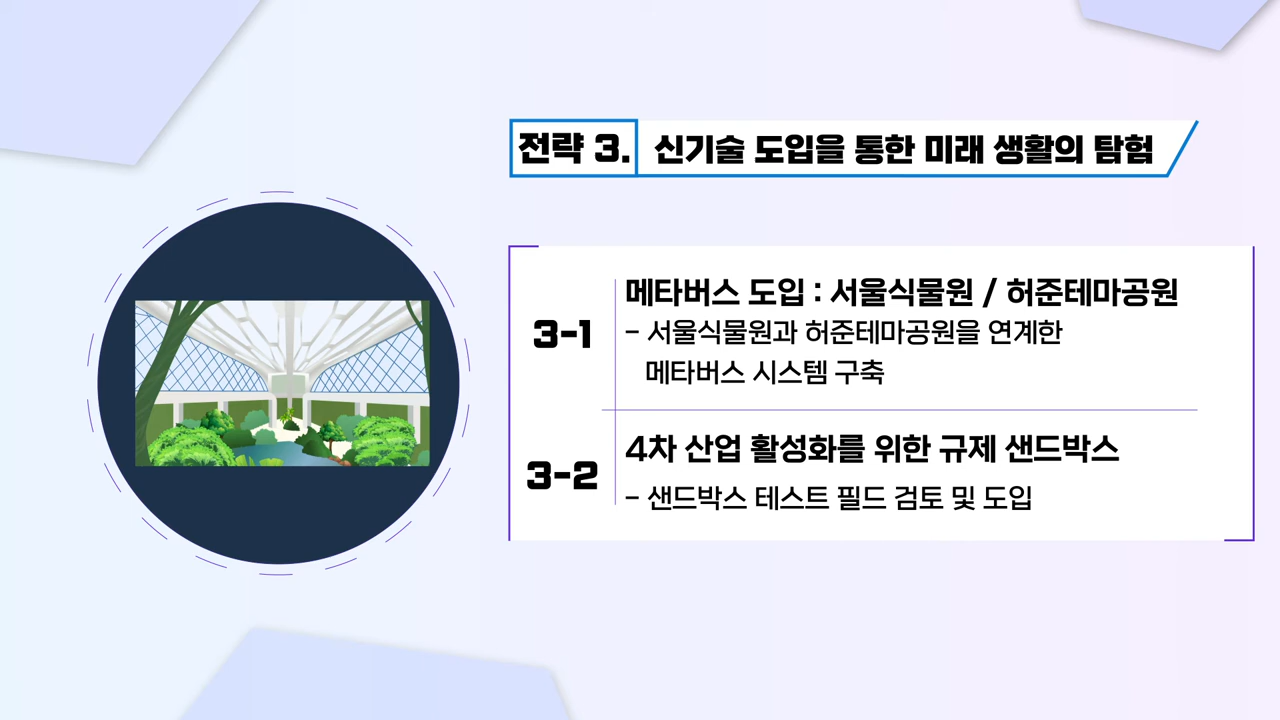 전략 3. 신기술 도입을 통한 미래 생활의 탐험
3-1
메타버스 도입 : 서울식물원 / 허준테마공원
- 서울식물원과 허준테마공원을 연계한
메타버스 시스템 구축
3-2
4차 산업 활성화를 위한 규제 샌드박스
- 샌드박스 테스트 필드 검토 및 도입